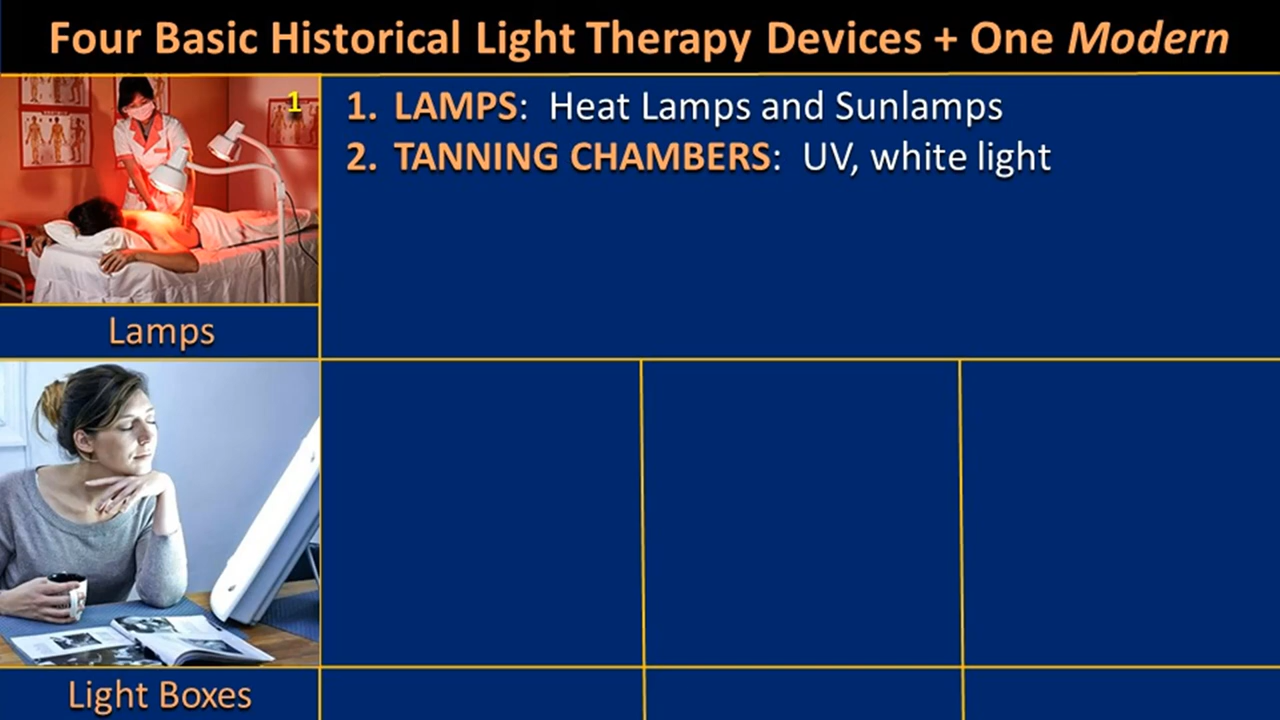 Four Basic Historical Light Therapy Devices + One Modern
1
1. LAMPS: Heat Lamps and Sunlamps
2. TANNING CHAMBERS: UV, white light
Lamps
Light Boxes